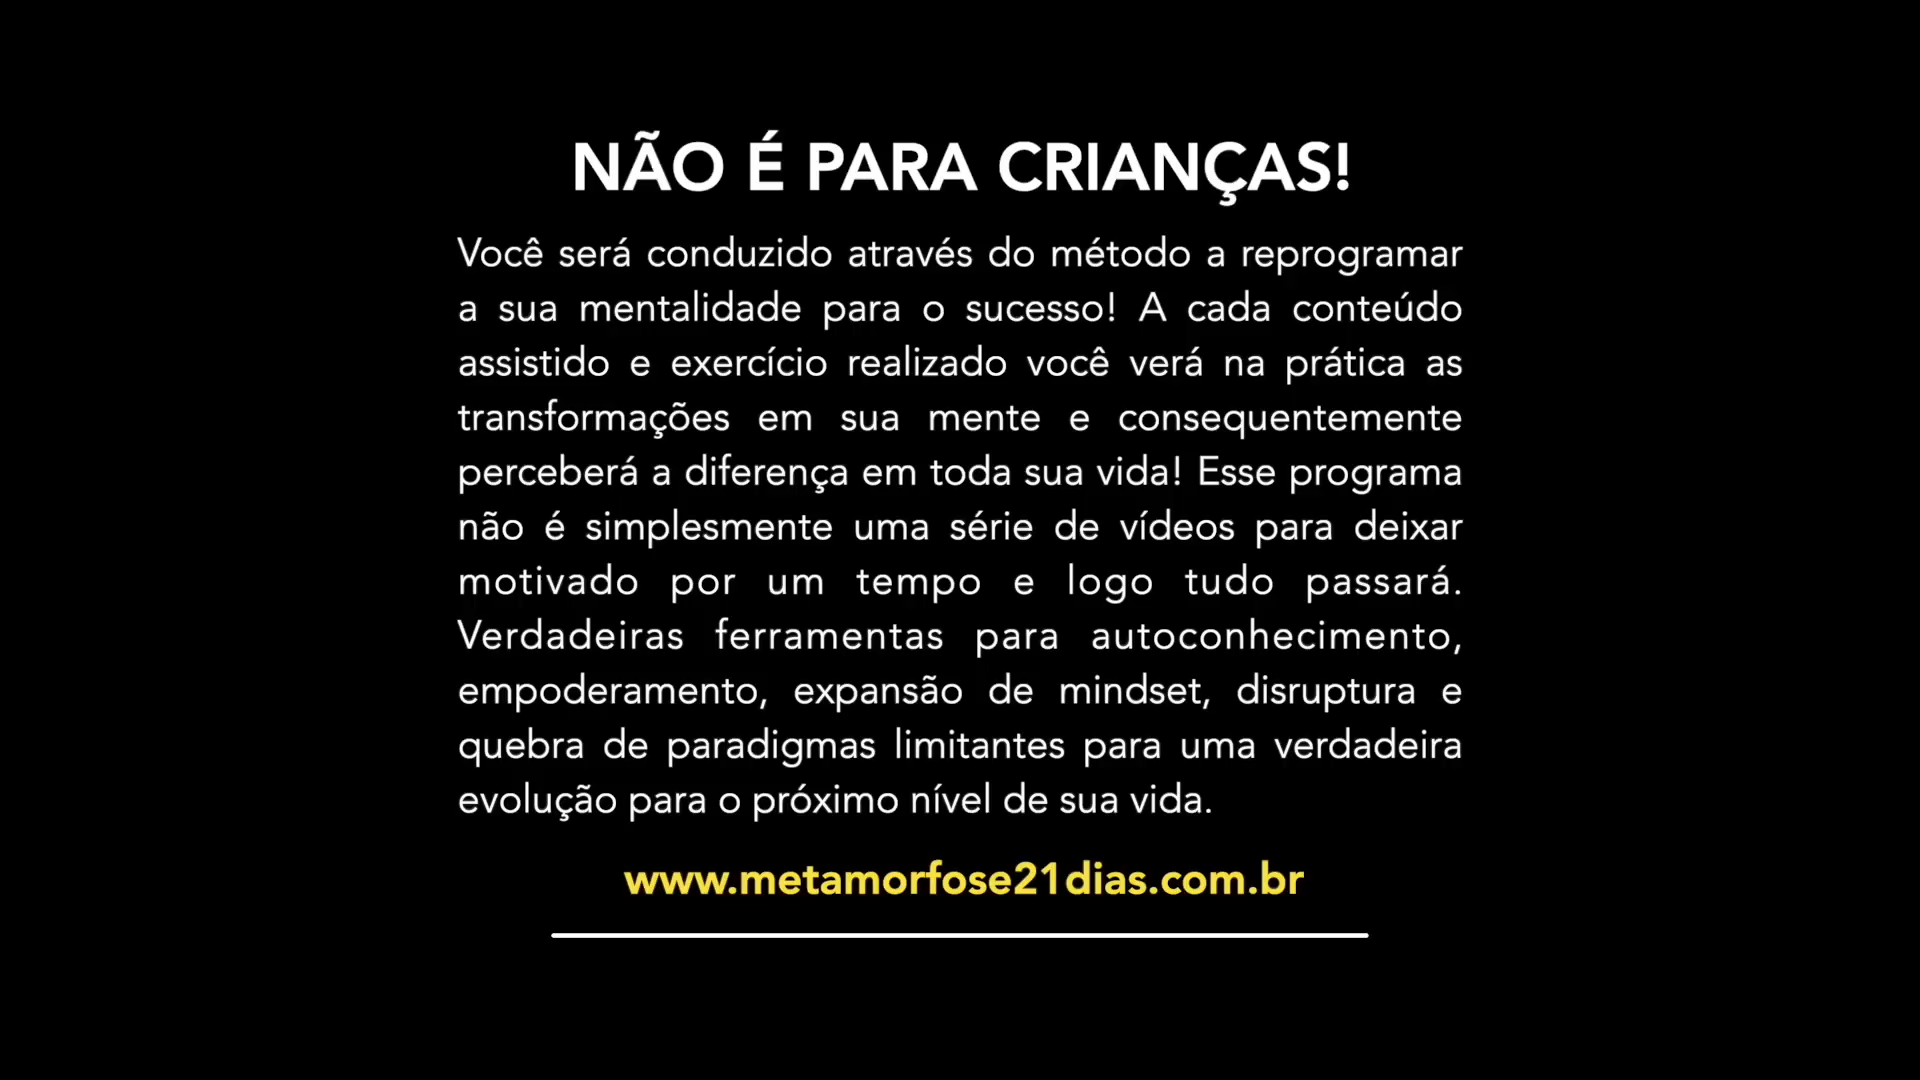 NÃO É PARA CRIANÇAS!
Você será conduzido através do método a reprogramar
a sua mentalidade para o sucesso! A cada conteúdo
assistido e exercício realizado você verá na prática as
transformações em sua mente e consequentemente
perceberá a diferença em toda sua vida! Esse programa
não é simplesmente uma série de vídeos para deixar
motivado por um tempo e logo tudo passará.
Verdadeiras ferramentas para autoconhecimento,
empoderamento, expansão de mindset, disruptura e
quebra de paradigmas limitantes para uma verdadeira
evolução para o próximo nível de sua vida.
www.metamorfose21dias.com.br